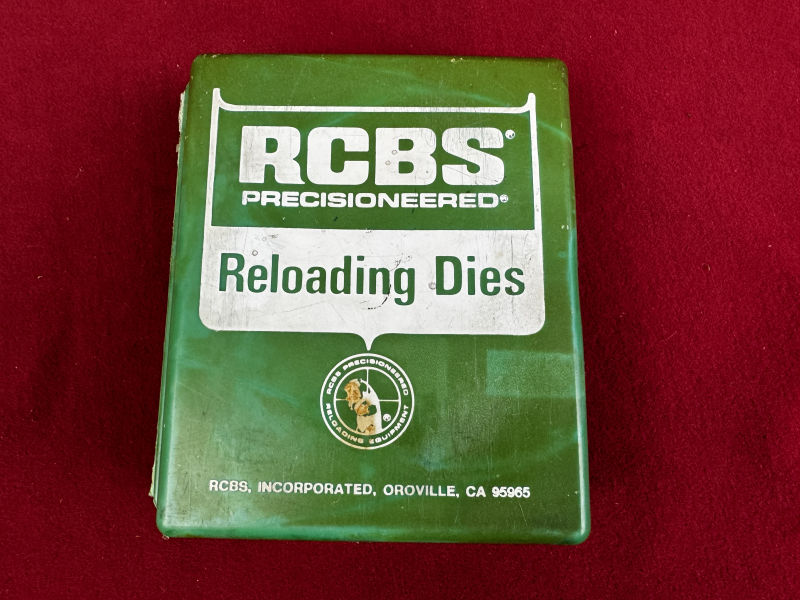 RCBS®
PRECISIONEERED®
Reloading Dies
RCBS PRECISIONEERED
RELOADING EQUIPMENT
®
RCBS, INCORPORATED, OROVILLE, CA 95965